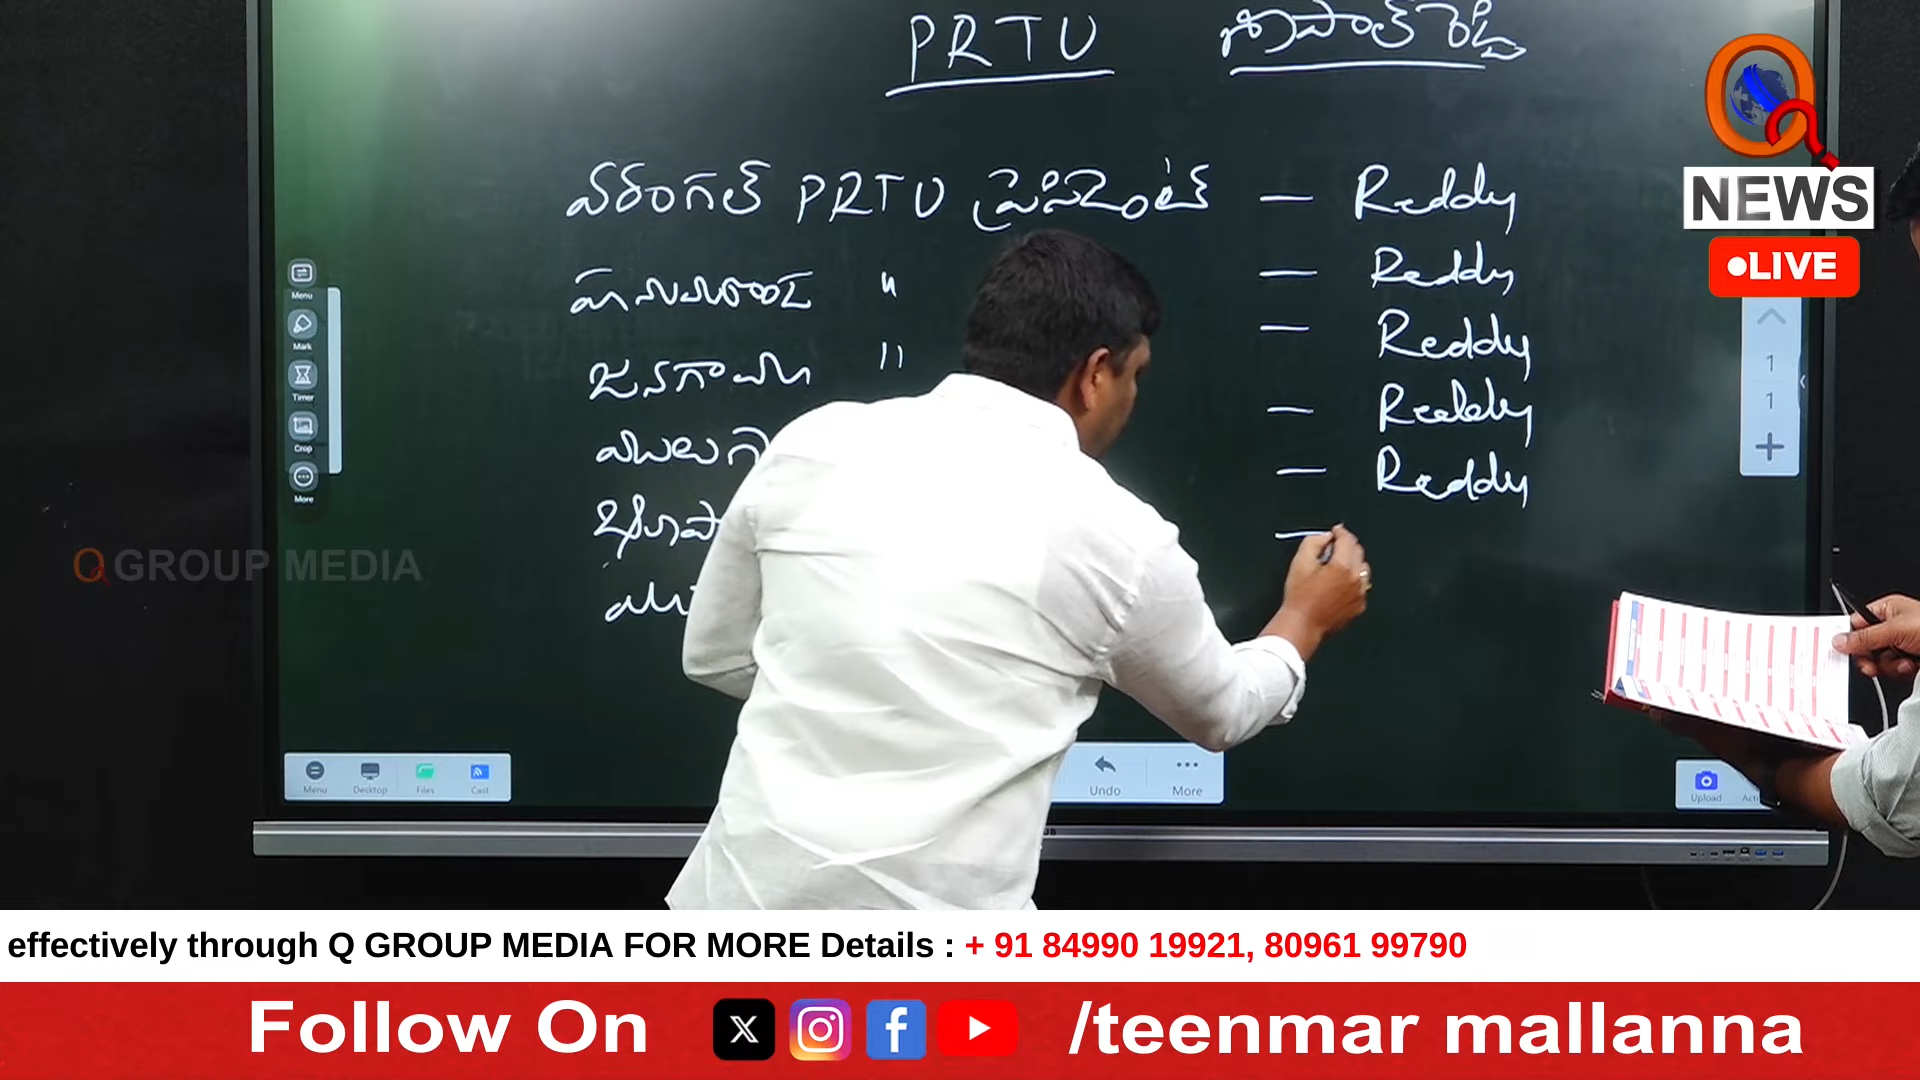 PRTU శ్రీపాల్ రెడ్డి
వరంగల్ PRTU ప్రెసిడెంట్ — Reddy
హనుమకొండ " — Reddy
జనగామ " — Reddy
ములుగు — Reddy
— Reddy
—
Q
NEWS
LIVE
Menu
Mark
Timer
Crop
More
1
1
Q GROUP MEDIA
Menu Desktop Files Cast
Undo More
Upload
effectively through Q GROUP MEDIA FOR MORE Details : + 91 84990 19921, 80961 99790
Follow On /teenmar mallanna